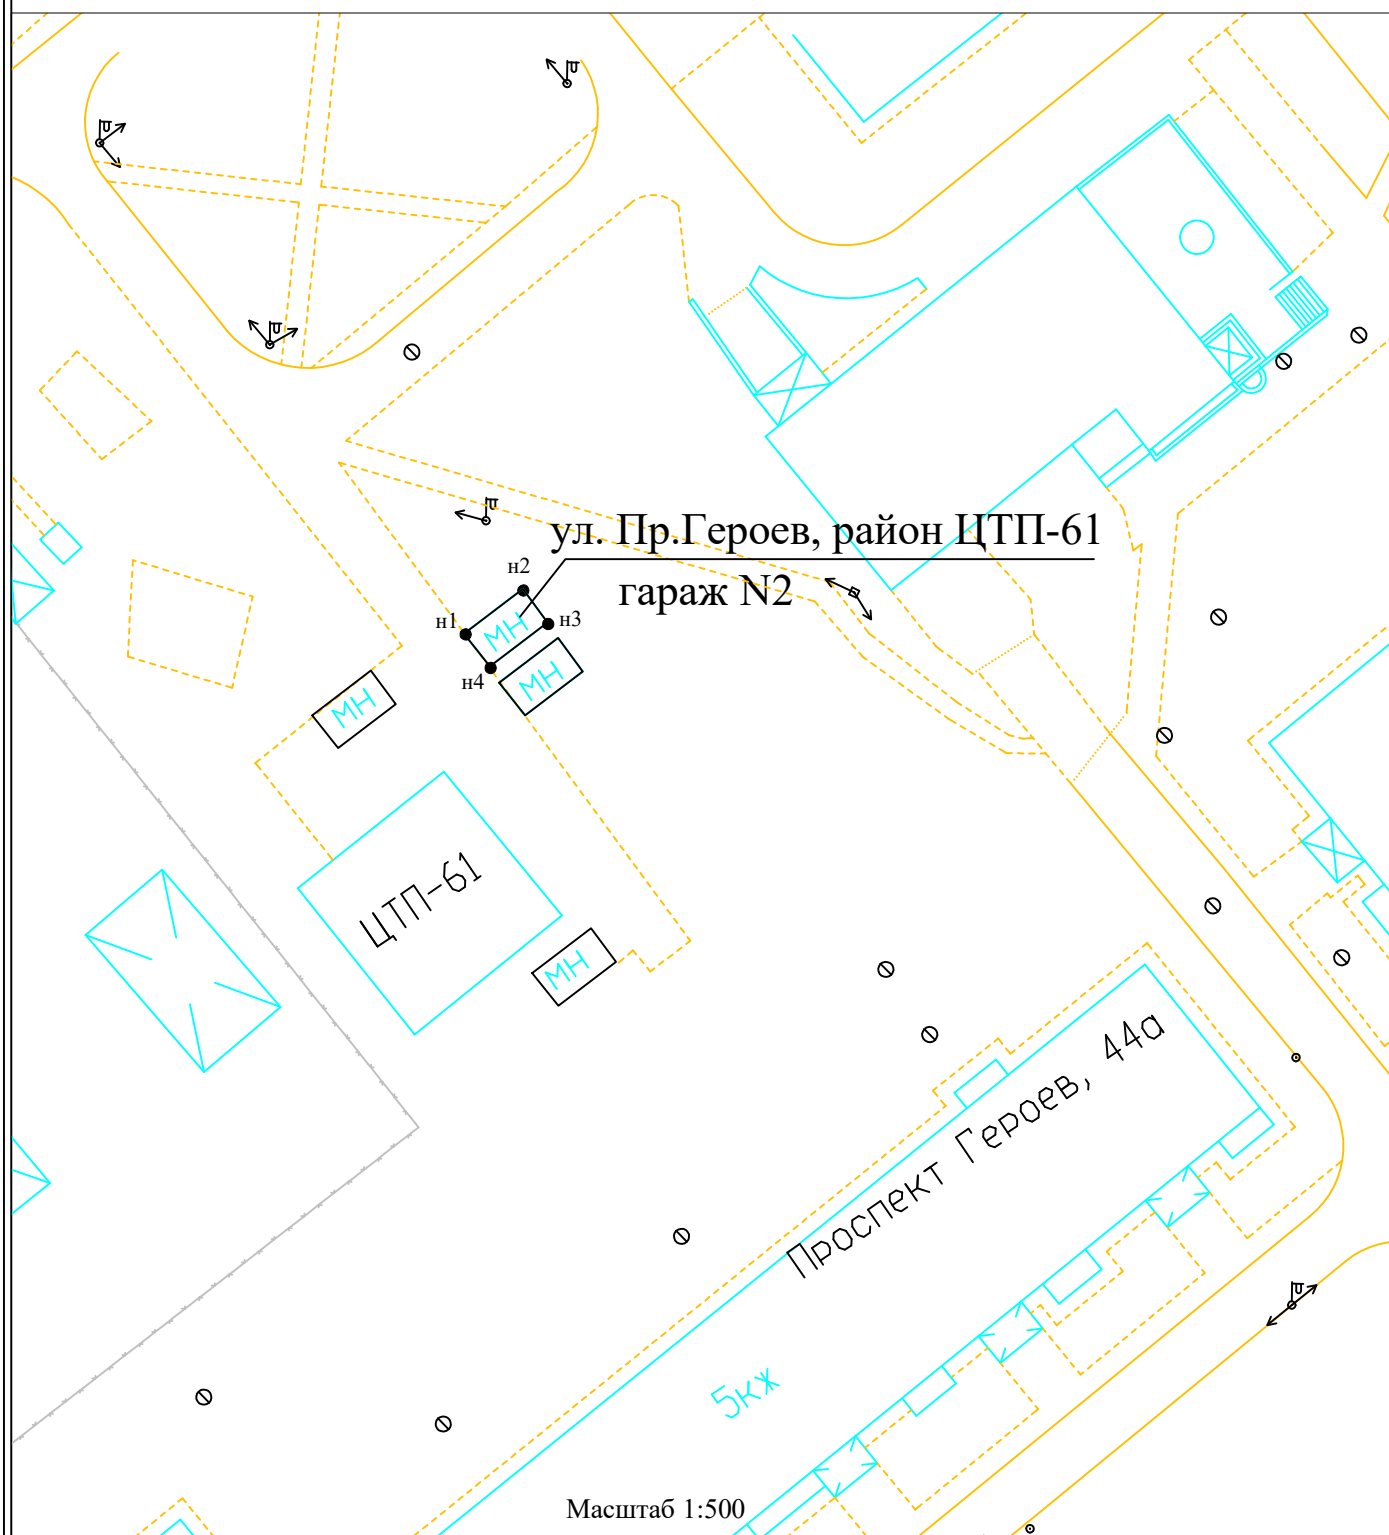 ул. Пр.Героев, район ЦТП-61
гараж N2
н2
н1
н3
н4
МН
МН
МН
ЦТП-61
МН
Проспект Героев, 44а
5кж
Масштаб 1:500